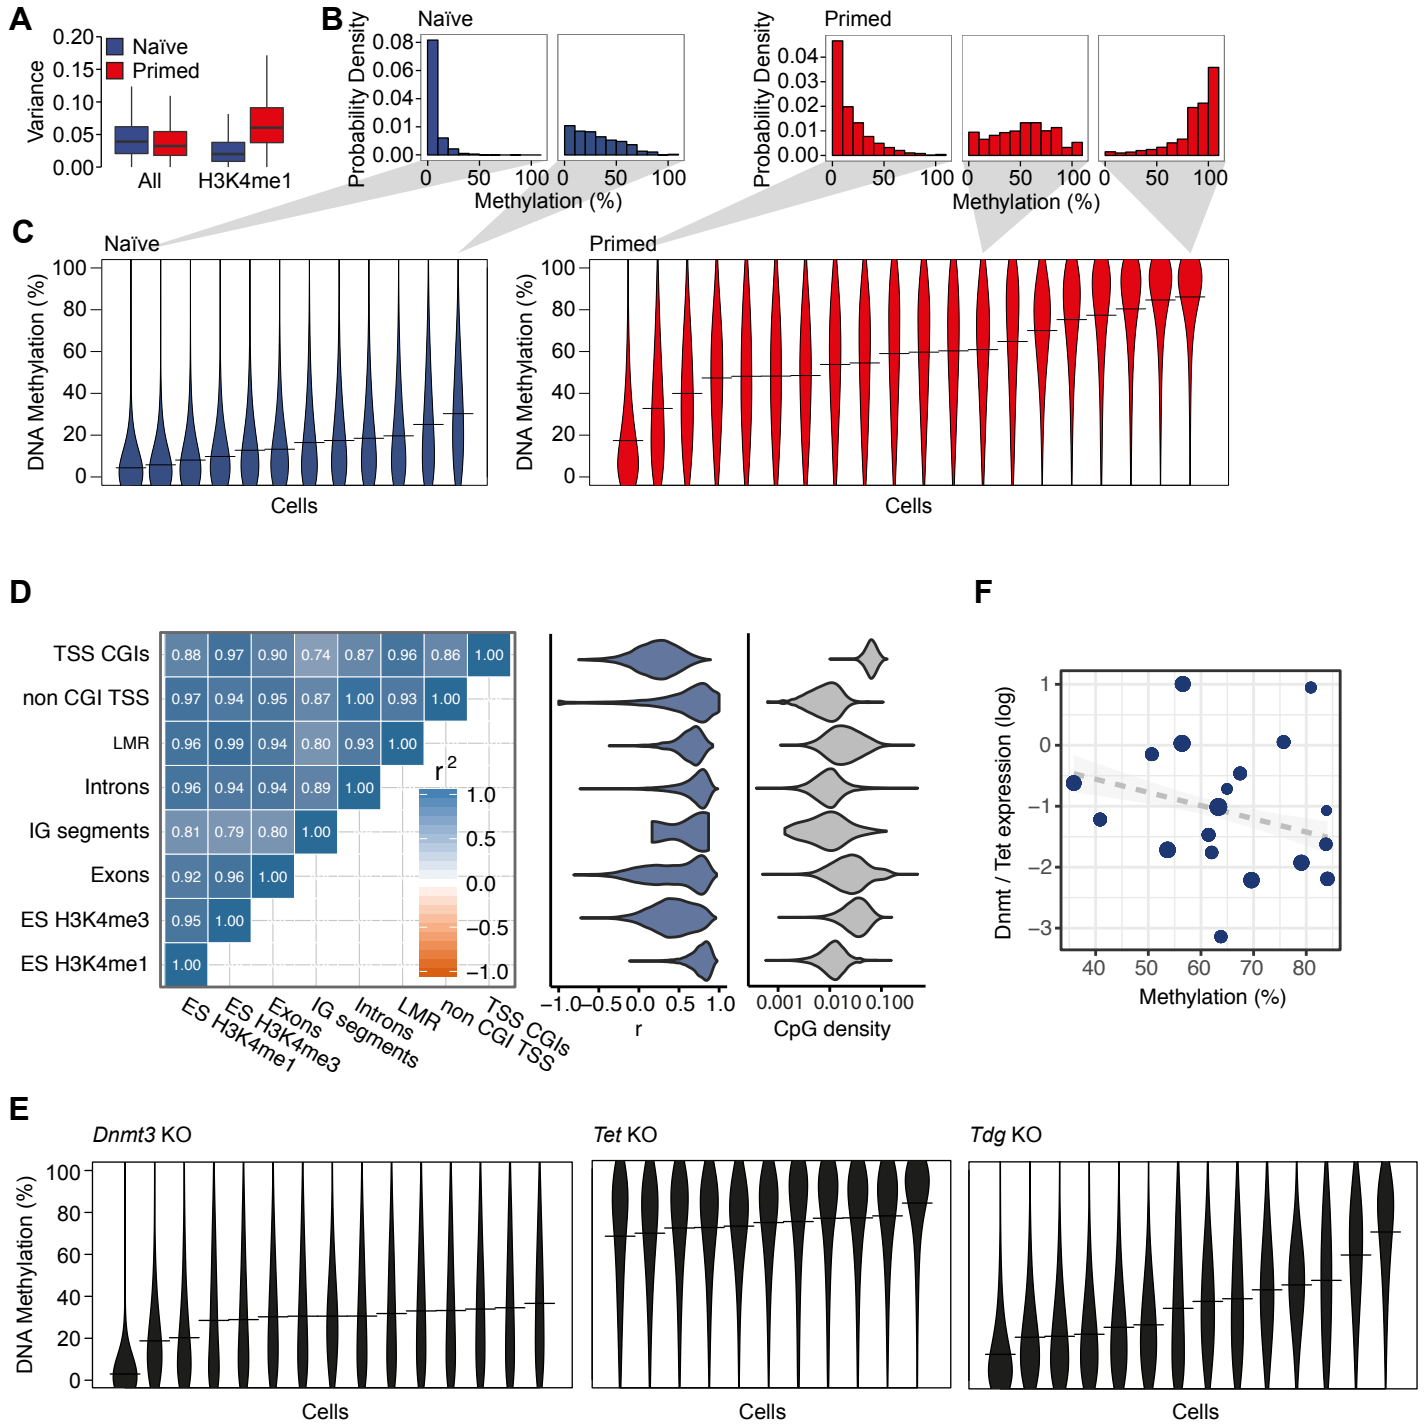 A
0.20
0.15
0.10
0.05
0.00
Variance
Naïve
Primed
All
H3K4me1
B
Naïve
Probability Density
0.08
0.06
0.04
0.01
0.00
0
50
100
50
100
Methylation (%)
Primed
Probability Density
0.04
0.03
0.02
0.01
0.00
0
50
100
50
100
50
100
Methylation (%)
C
Naïve
DNA Methylation (%)
100
80
60
40
20
0
Cells
Primed
DNA Methylation (%)
100
80
60
40
20
0
Cells
D
TSS CGIs 0.88 0.97 0.90 0.74 0.87 0.96 0.86 1.00
non CGI TSS 0.97 0.94 0.95 0.87 1.00 0.93 1.00
LMR 0.96 0.99 0.94 0.80 0.93 1.00
Introns 0.96 0.94 0.94 0.89 1.00
IG segments 0.81 0.79 0.80 1.00
Exons 0.92 0.96 1.00
ES H3K4me3 0.95 1.00
ES H3K4me1 1.00
ES H3K4me1
ES H3K4me3
Exons
IG segments
Introns
LMR
non CGI TSS
TSS CGIs
r 2
1.0
0.5
0.0
−0.5
−1.0
−1.0 −0.5 0.0 0.5 1.0
r
0.001 0.010 0.100
CpG density
F
Dnmt / Tet expression (log)
1
0
−1
−2
−3
40 50 60 70 80
Methylation (%)
E
Dnmt3 KO
DNA Methylation (%)
100
80
60
40
20
0
Cells
Tet KO
Cells
Tdg KO
Cells